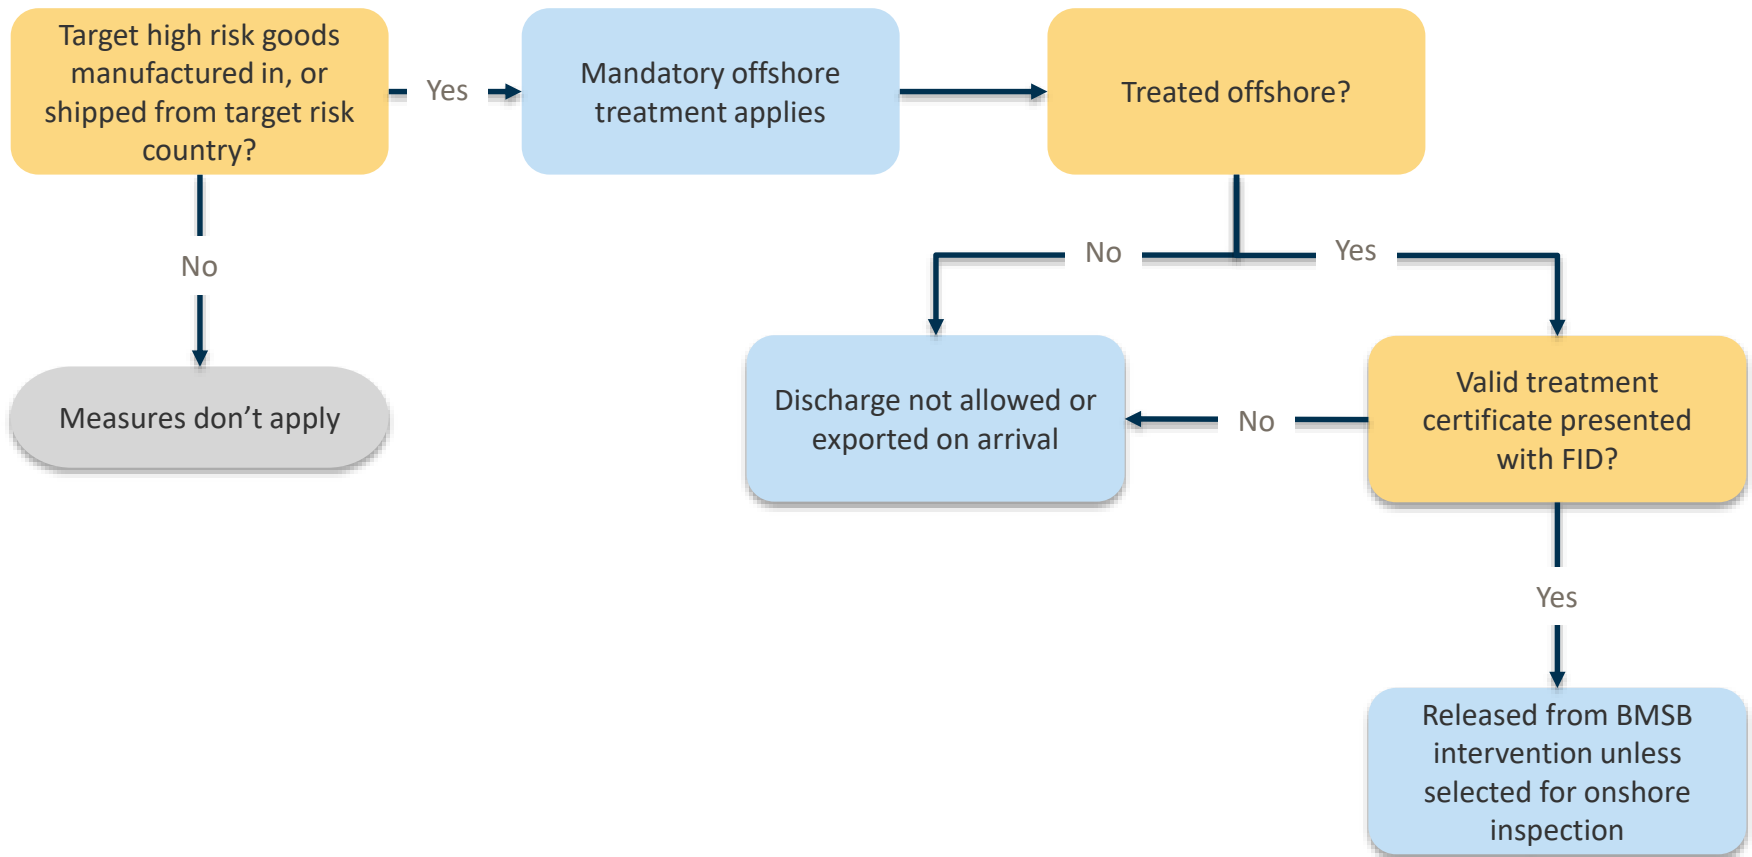 Target high risk goods
manufactured in, or
shipped from target risk
country?
Yes
Mandatory offshore
treatment applies
Treated offshore?
No
Measures don’t apply
No
Yes
Discharge not allowed or
exported on arrival
No
Valid treatment
certificate presented
with FID?
Yes
Released from BMSB
intervention unless
selected for onshore
inspection